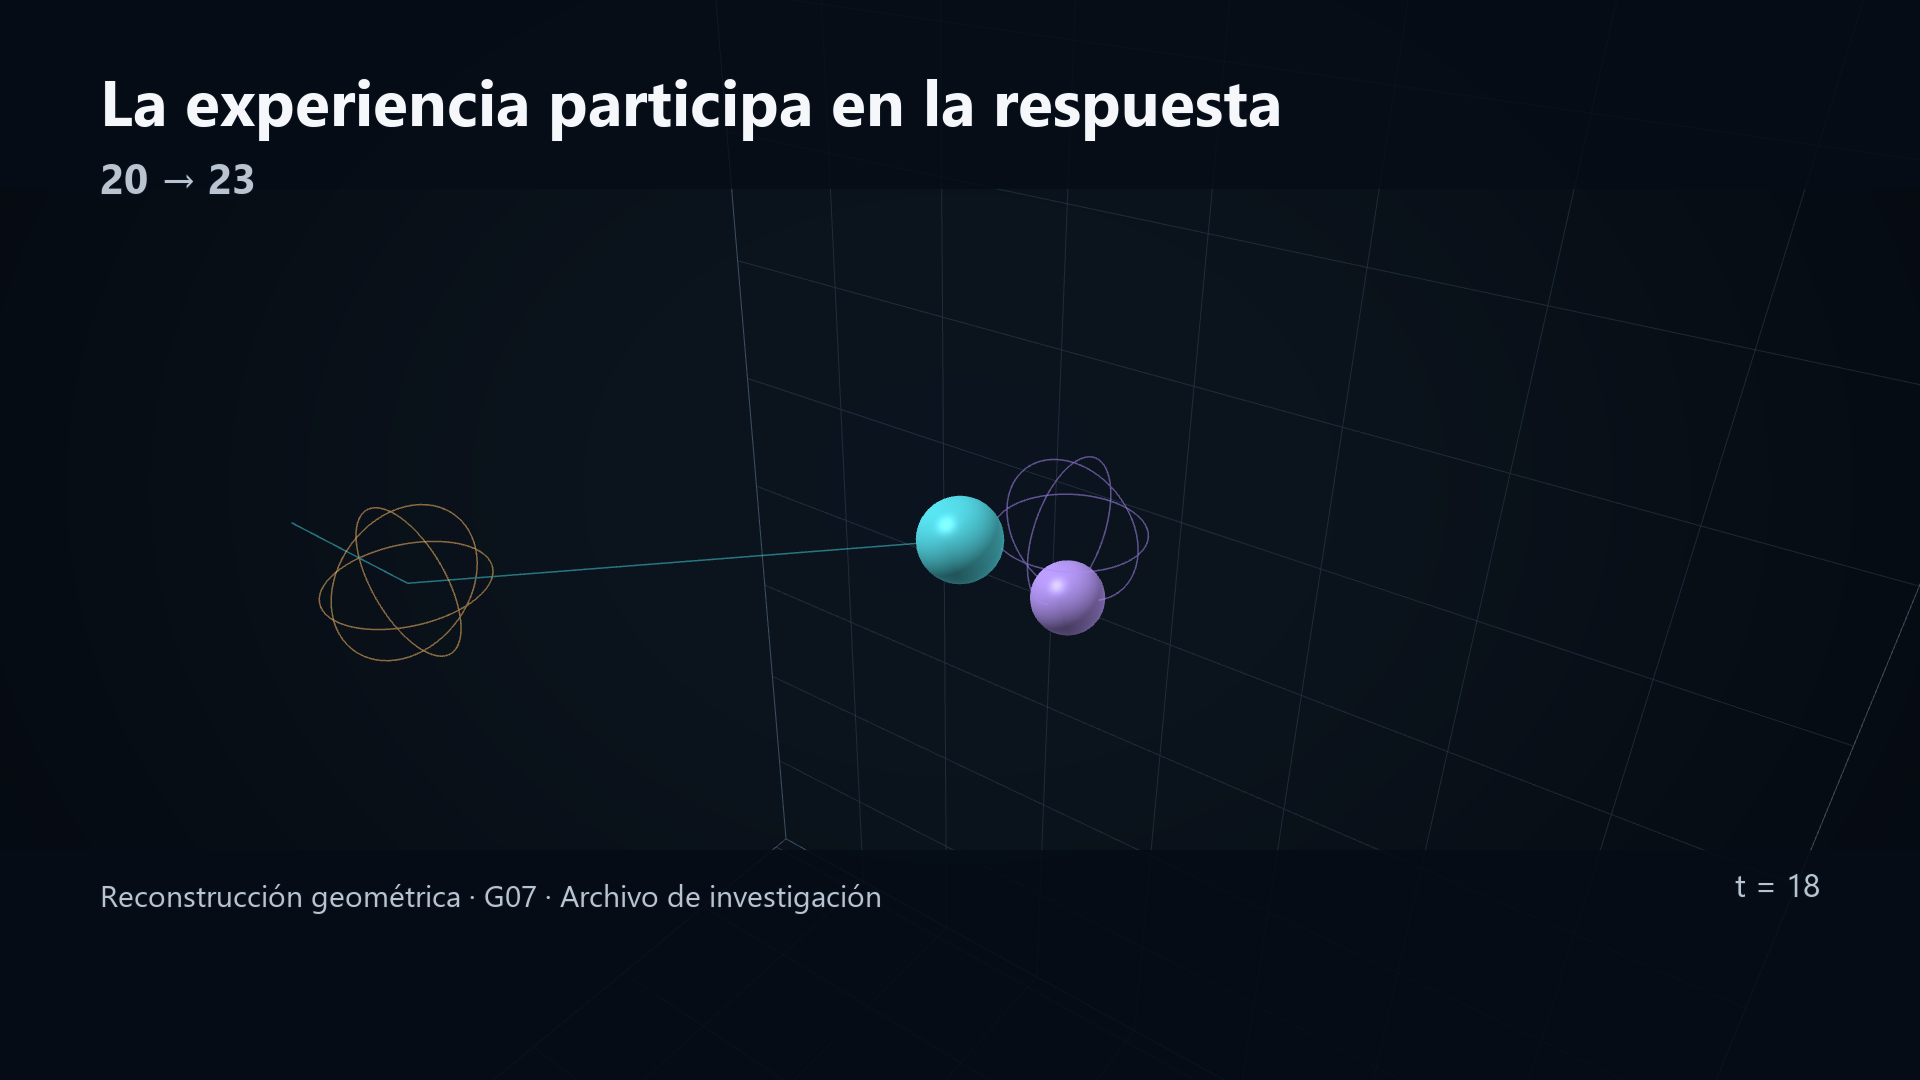 La experiencia participa en la respuesta
20 → 23
Reconstrucción geométrica · G07 · Archivo de investigación
t = 18